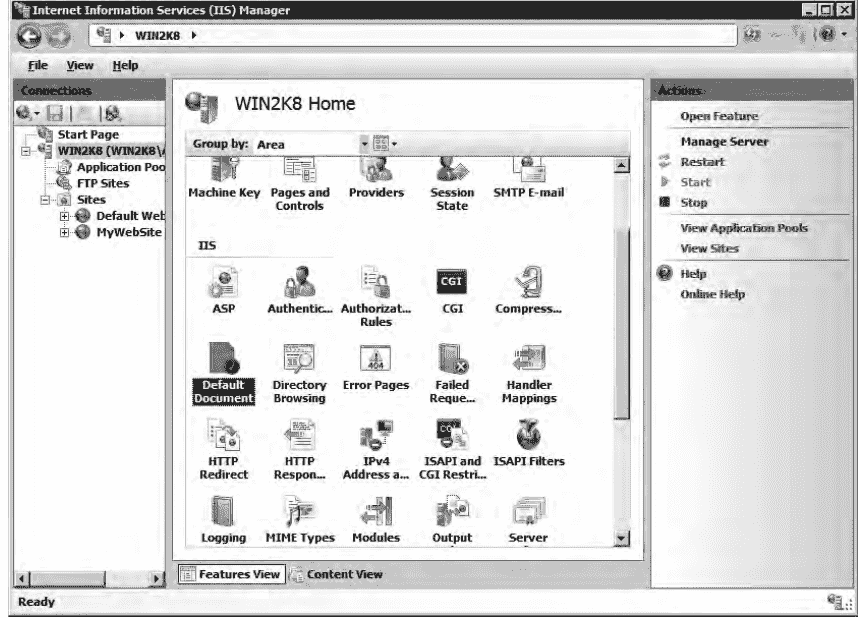 Internet Information Services (IIS) Manager
WIN2K8
File View Help
Connections
Start Page
WIN2K8 (WIN2K8\A
Application Poo
FTP Sites
Sites
Default Web
MyWebSite
WIN2K8 Home
Group by: Area
Machine Key
Pages and
Controls
Providers
Session
State
SMTP E-mail
IIS
ASP
Authentic...
Authorizat...
Rules
CGI
CGI
Compress...
Default
Document
Directory
Browsing
404
Error Pages
Failed
Reque...
Handler
Mappings
HTTP
Redirect
HTTP
Respon...
IPv4
Address a...
ISAPI and
CGI Restri...
ISAPI Filters
Logging
MIME Types
Modules
Output
Server
Features View
Content View
Actions
Open Feature
Manage Server
Restart
Start
Stop
View Application Pools
View Sites
Help
Online Help
Ready